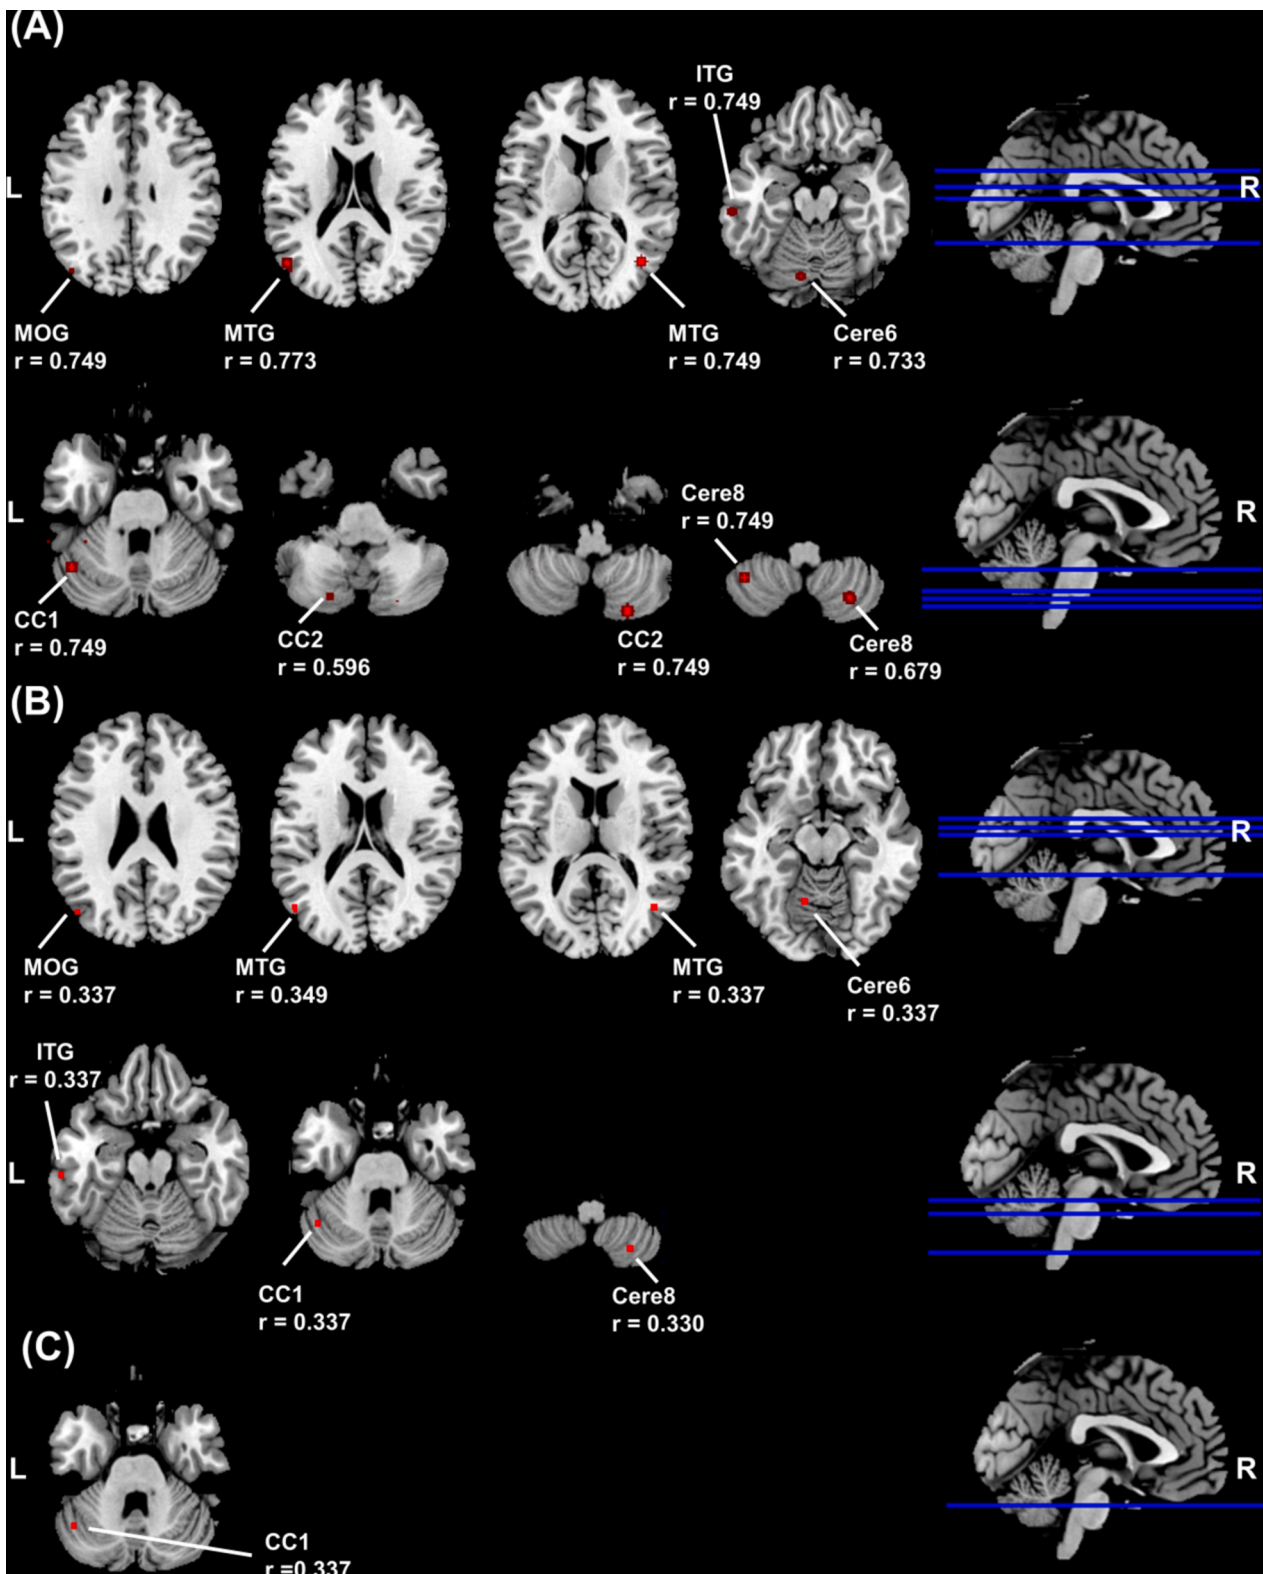 (A)
ITG
r = 0.749
L
R
MOG
r = 0.749
MTG
r = 0.773
MTG
r = 0.749
Cere6
r = 0.733
Cere8
r = 0.749
L
R
CC1
r = 0.749
CC2
r = 0.596
CC2
r = 0.749
Cere8
r = 0.679
(B)
L
R
MOG
r = 0.337
MTG
r = 0.349
MTG
r = 0.337
Cere6
r = 0.337
ITG
r = 0.337
L
R
CC1
r = 0.337
Cere8
r = 0.330
(C)
L
R
CC1
r =0.337